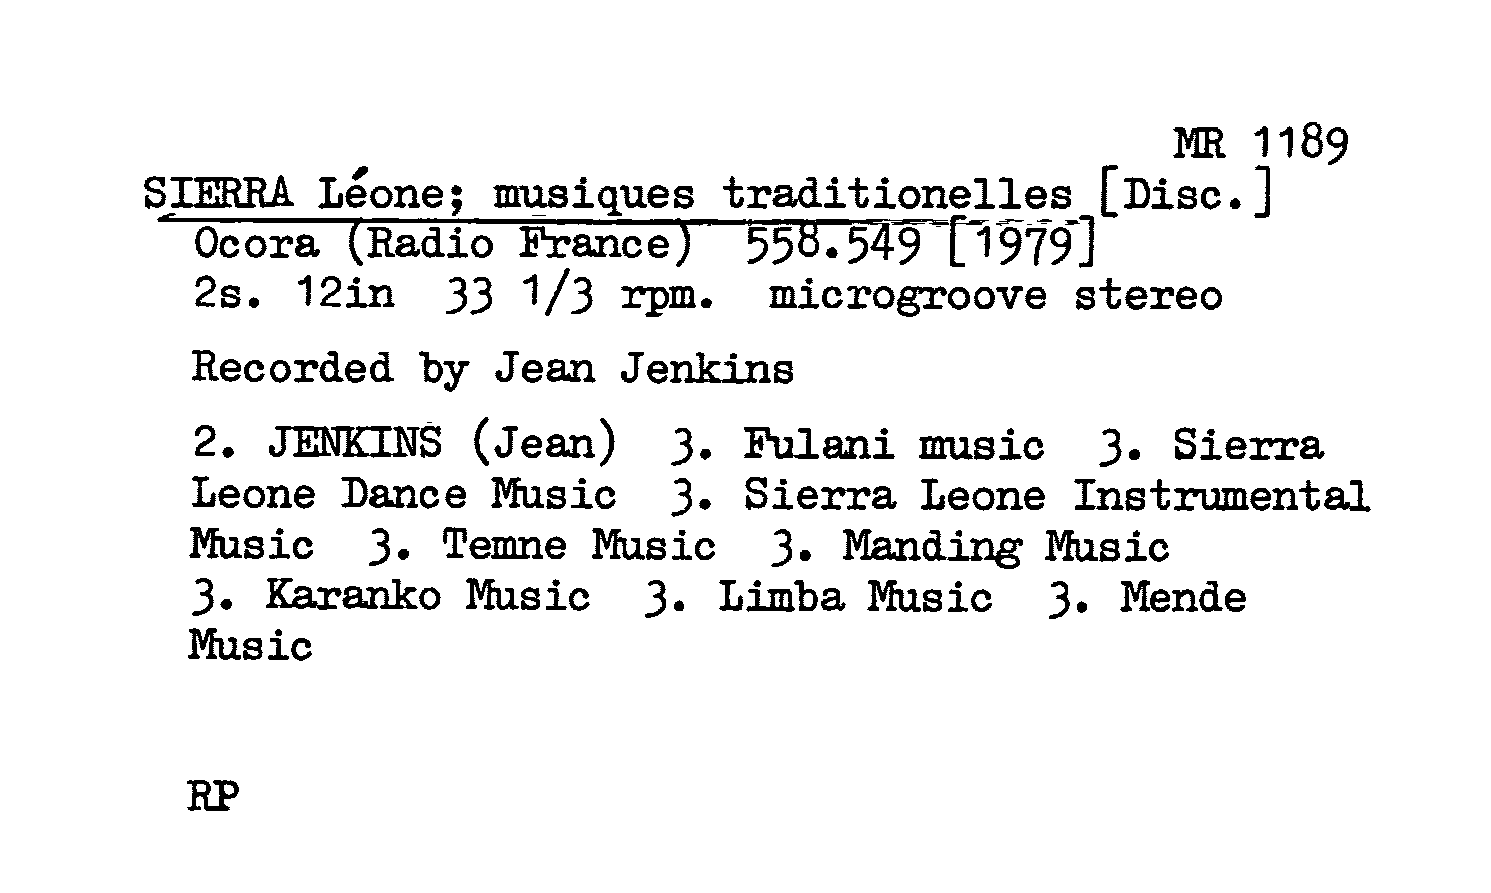 MR 1189
SIERRA Léone; musiques traditionelles [Disc.]
Ocora (Radio France) 558.549 [1979]
2s. 12in 33 1/3 rpm. microgroove stereo
Recorded by Jean Jenkins
2. JENKINS (Jean) 3. Fulani music 3. Sierra
Leone Dance Music 3. Sierra Leone Instrumental
Music 3. Temne Music 3. Manding Music
3. Karanko Music 3. Limba Music 3. Mende
Music
RP